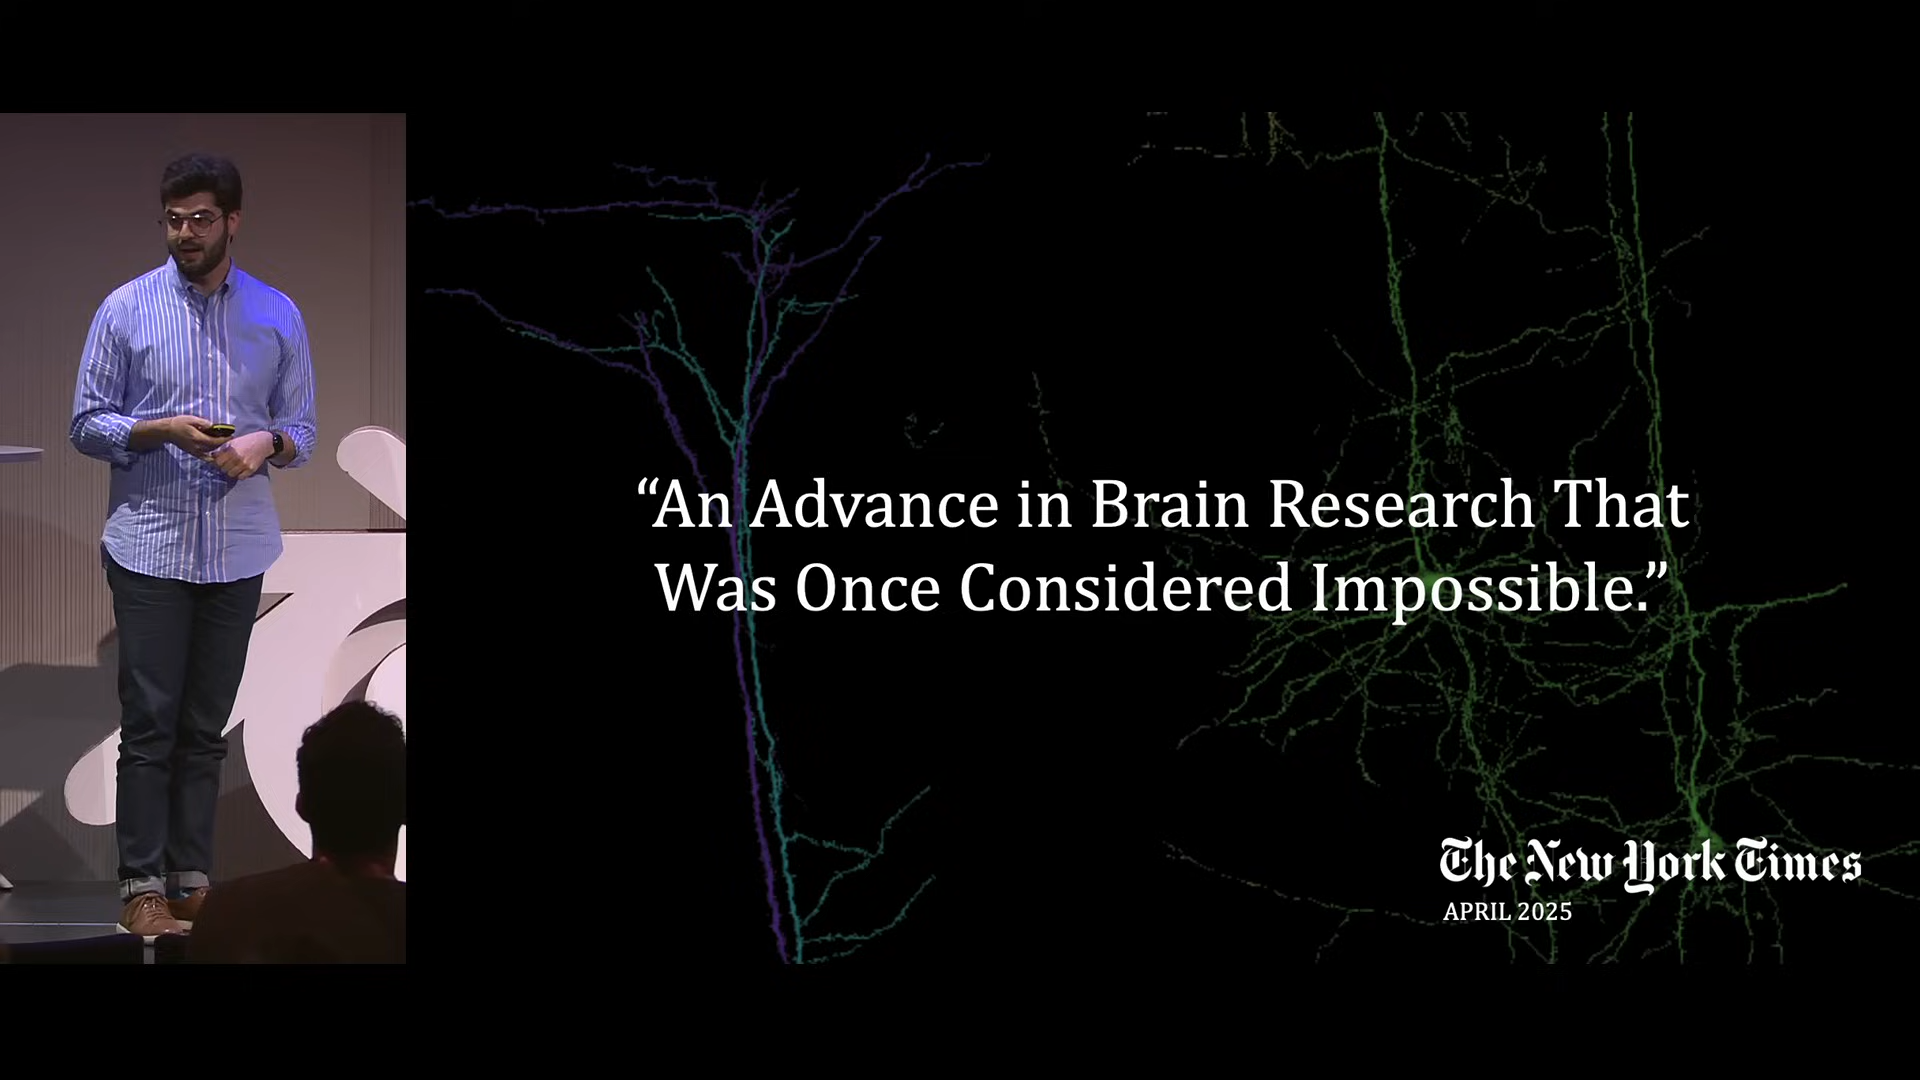 “An Advance in Brain Research That
Was Once Considered Impossible.”
The New York Times
APRIL 2025